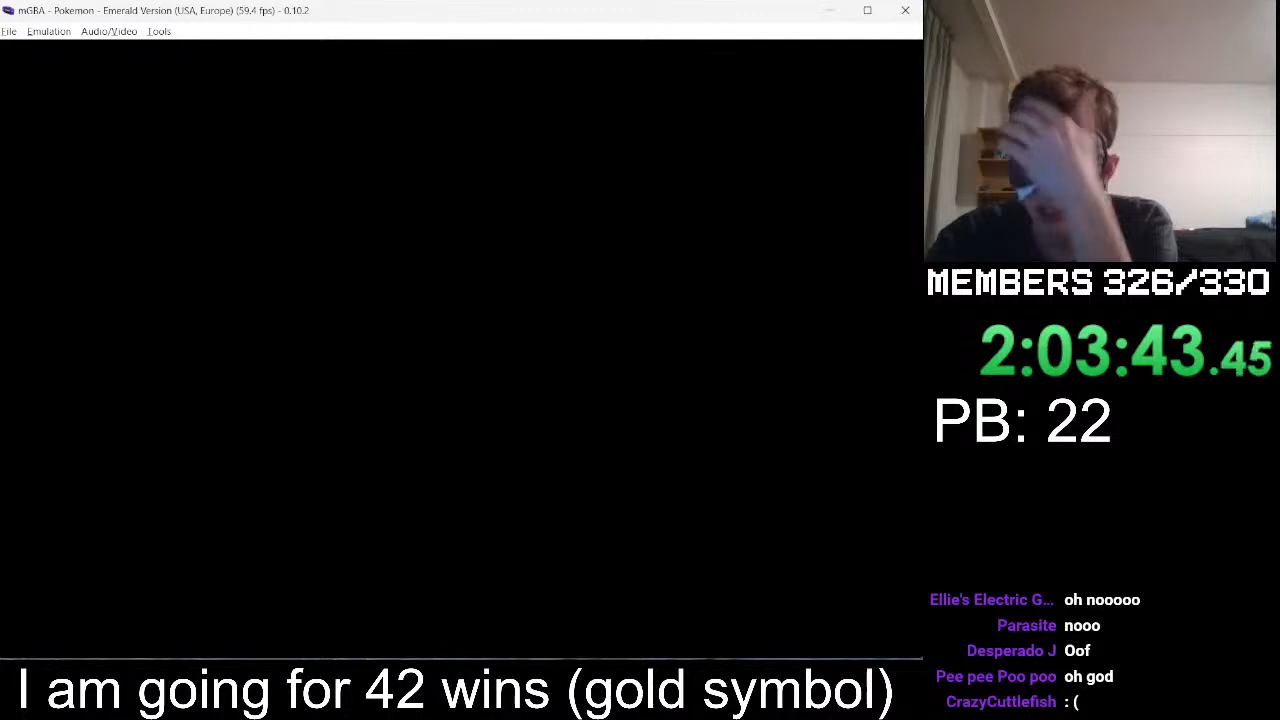 mGBA - Pokemon - Emerald Version (USA, Europe) (59.4 fps) - 0.10.2
File Emulation Audio/Video Tools
MEMBERS 326/330
2:03:43.45
PB: 22
Ellie's Electric G... oh nooooo
Parasite nooo
Desperado J Oof
Pee pee Poo poo oh god
CrazyCuttlefish : (
I am going for 42 wins (gold symbol)